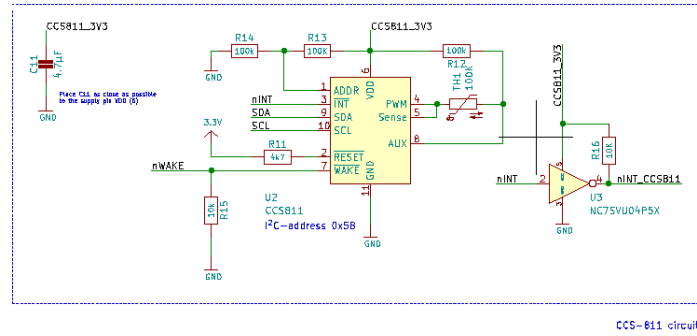 CCS811_3V3
C11
4.7µF
GND
Place C11 as close as possible
to the supply pin VDD (6)
CCS811_3V3
R14
100k
R13
100K
100k
R12
TH1
100K
GND
nINT
SDA
SCL
1
3
9
10
2
7
ADDR
INT
SDA
SCL
RESET
WAKE
6
VDD
PWM
Sense
AUX
4
5
8
GND
11
3.3V
R11
4k7
nWAKE
10k
R15
GND
U2
CCS811
I²C-address 0x5B
GND
CCS811_3V3
R16
10K
5
nINT
2
4
nINT_CCS811
3
U3
NC7SVU04P5X
GND
CCS-811 circuit